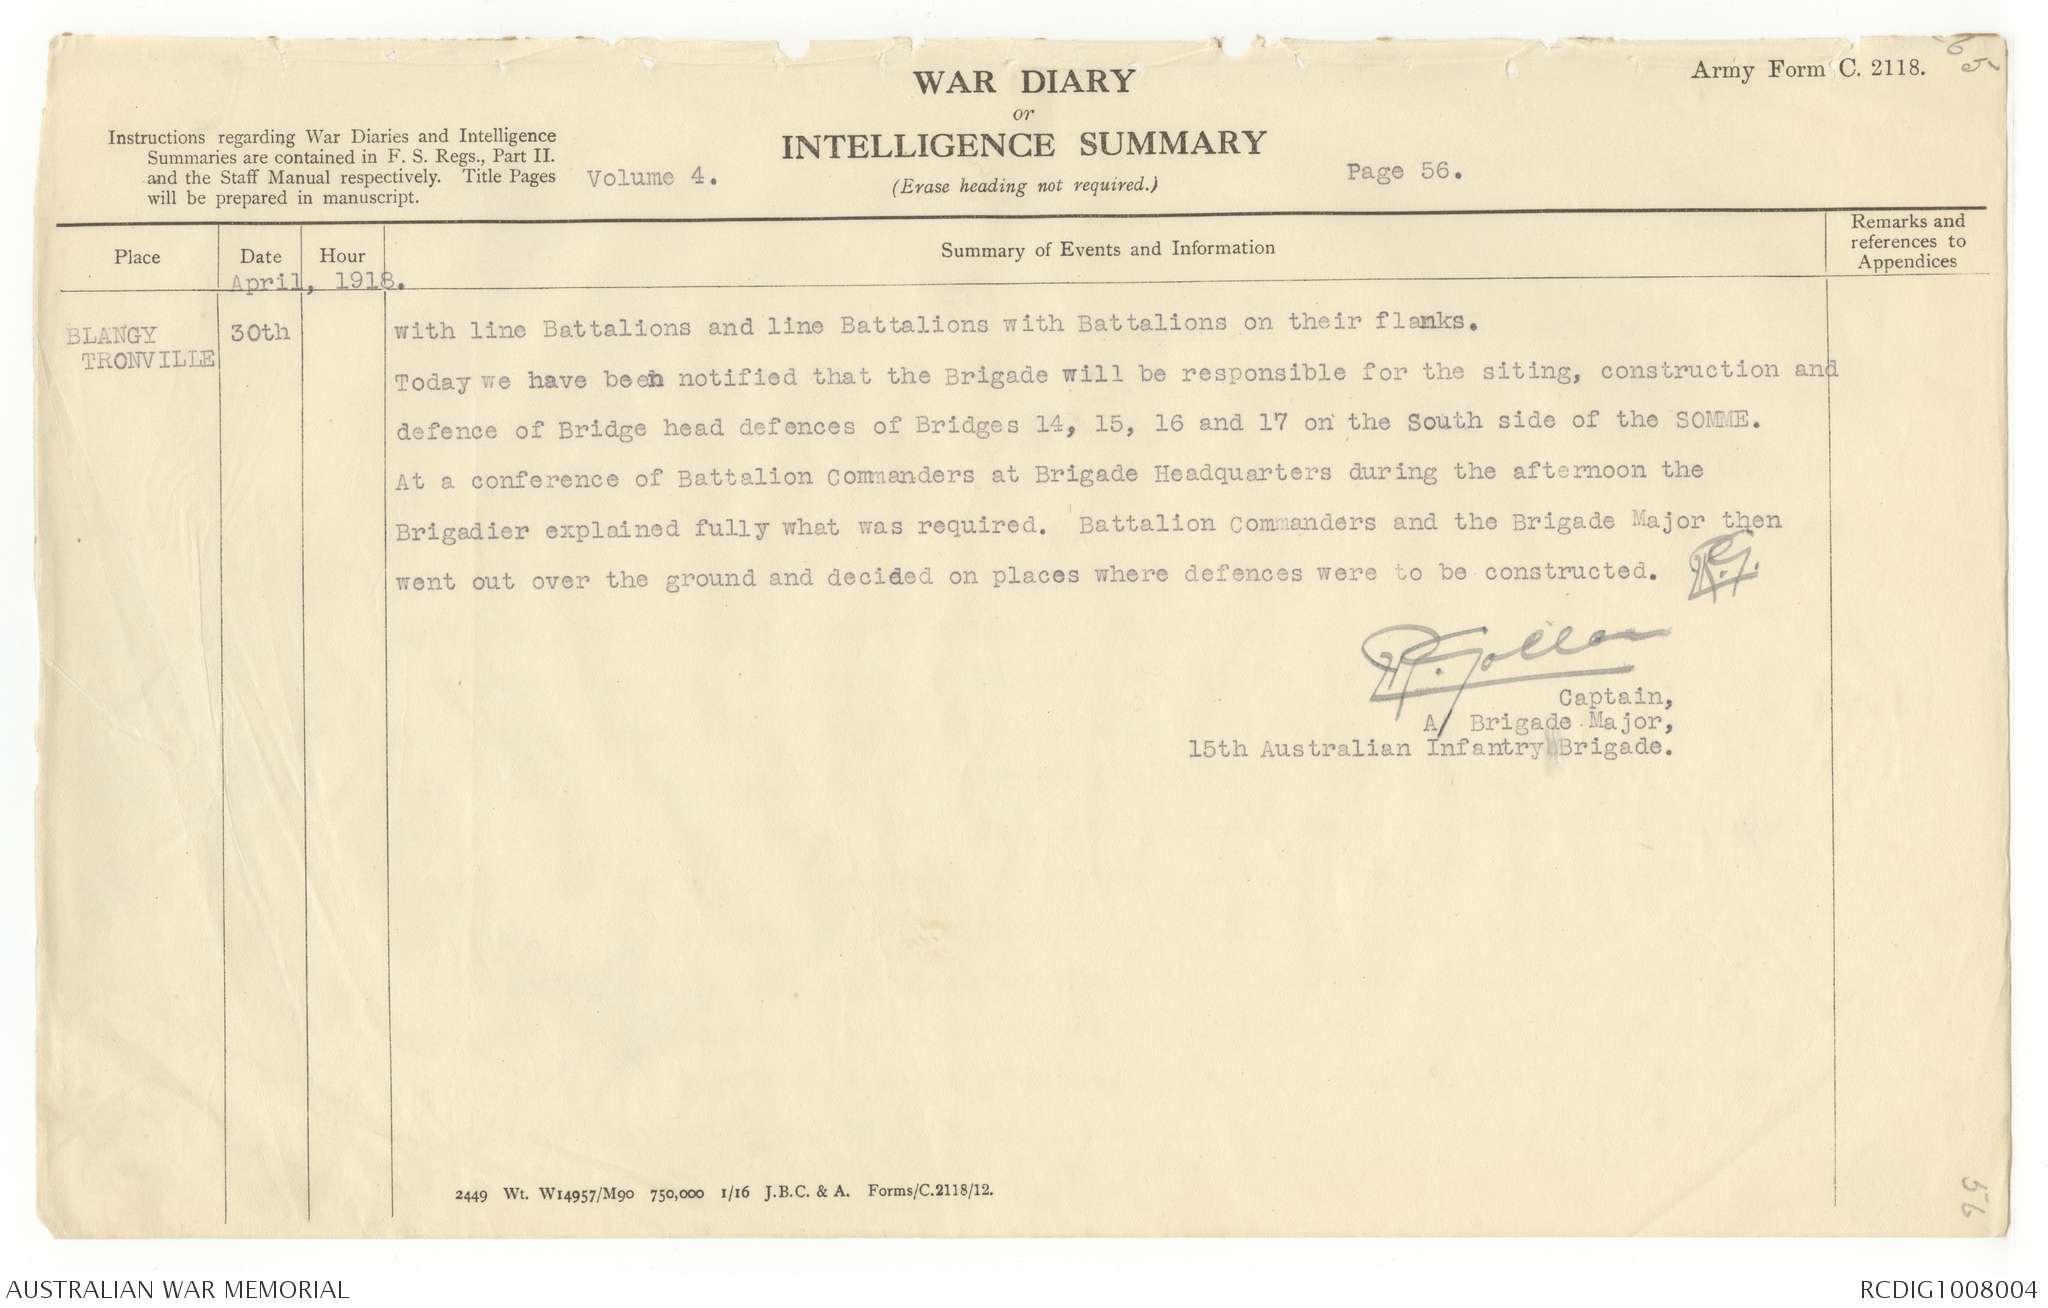 WAR DIARY
or
INTELLIGENCE SUMMARY
(Erase heading not required.)
Army Form C. 2118.
Instructions regarding War Diaries and Intelligence
Summaries are contained in F. S. Regs., Part II.
and the Staff Manual respectively. Title Pages
will be prepared in manuscript.
Volume 4.
Page 56.
Place
Date
Hour
Summary of Events and Information
Remarks and
references to
Appendices
April, 1918.
BLANGY
TRONVILLE
30th
with line Battalions and line Battalions with Battalions on their flanks.
Today we have been notified that the Brigade will be responsible for the siting, construction and
defence of Bridge head defences of Bridges 14, 15, 16 and 17 on the South side of the SOMME.
At a conference of Battalion Commanders at Brigade Headquarters during the afternoon the
Brigadier explained fully what was required. Battalion Commanders and the Brigade Major then
went out over the ground and decided on places where defences were to be constructed.
Captain,
A/ Brigade Major,
15th Australian Infantry Brigade.
2449 Wt. W14957/M90 750,000 1/16 J.B.C. & A. Forms/C.2118/12.
56
AUSTRALIAN WAR MEMORIAL
RCDIG1008004